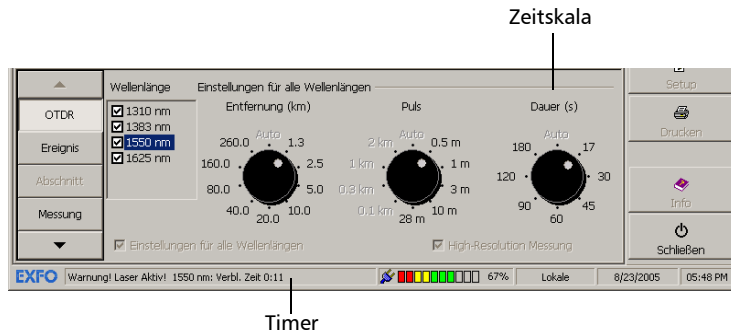 Zeitskala
Setup
Wellenlänge
Einstellungen für alle Wellenlängen
OTDR
Ereignis
Abschnitt
Messung
1310 nm
1383 nm
1550 nm
1625 nm
Entfernung (km)
Auto
260.0
1.3
160.0
2.5
80.0
5.0
40.0
10.0
20.0
Puls
Auto
2 km
0.5 m
1 km
1 m
0.3 km
3 m
0.1 km
10 m
28 m
Dauer (s)
Auto
180
17
120
30
90
45
60
Drucken
Info
Schließen
Einstellungen für alle Wellenlängen
High-Resolution Messung
EXFO
Warnung! Laser Aktiv! 1550 nm: Verbl. Zeit 0:11
67%
Lokale
8/23/2005
05:48 PM
Timer